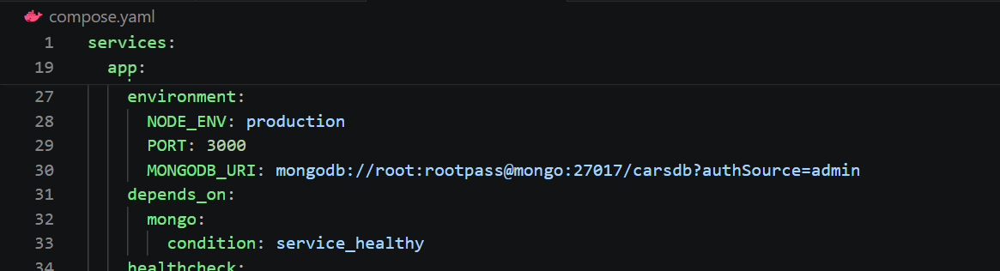 compose.yaml
1 services:
19 app:
27 environment:
28 NODE_ENV: production
29 PORT: 3000
30 MONGODB_URI: mongodb://root:rootpass@mongo:27017/carsdb?authSource=admin
31 depends_on:
32 mongo:
33 condition: service_healthy
34 healthcheck: